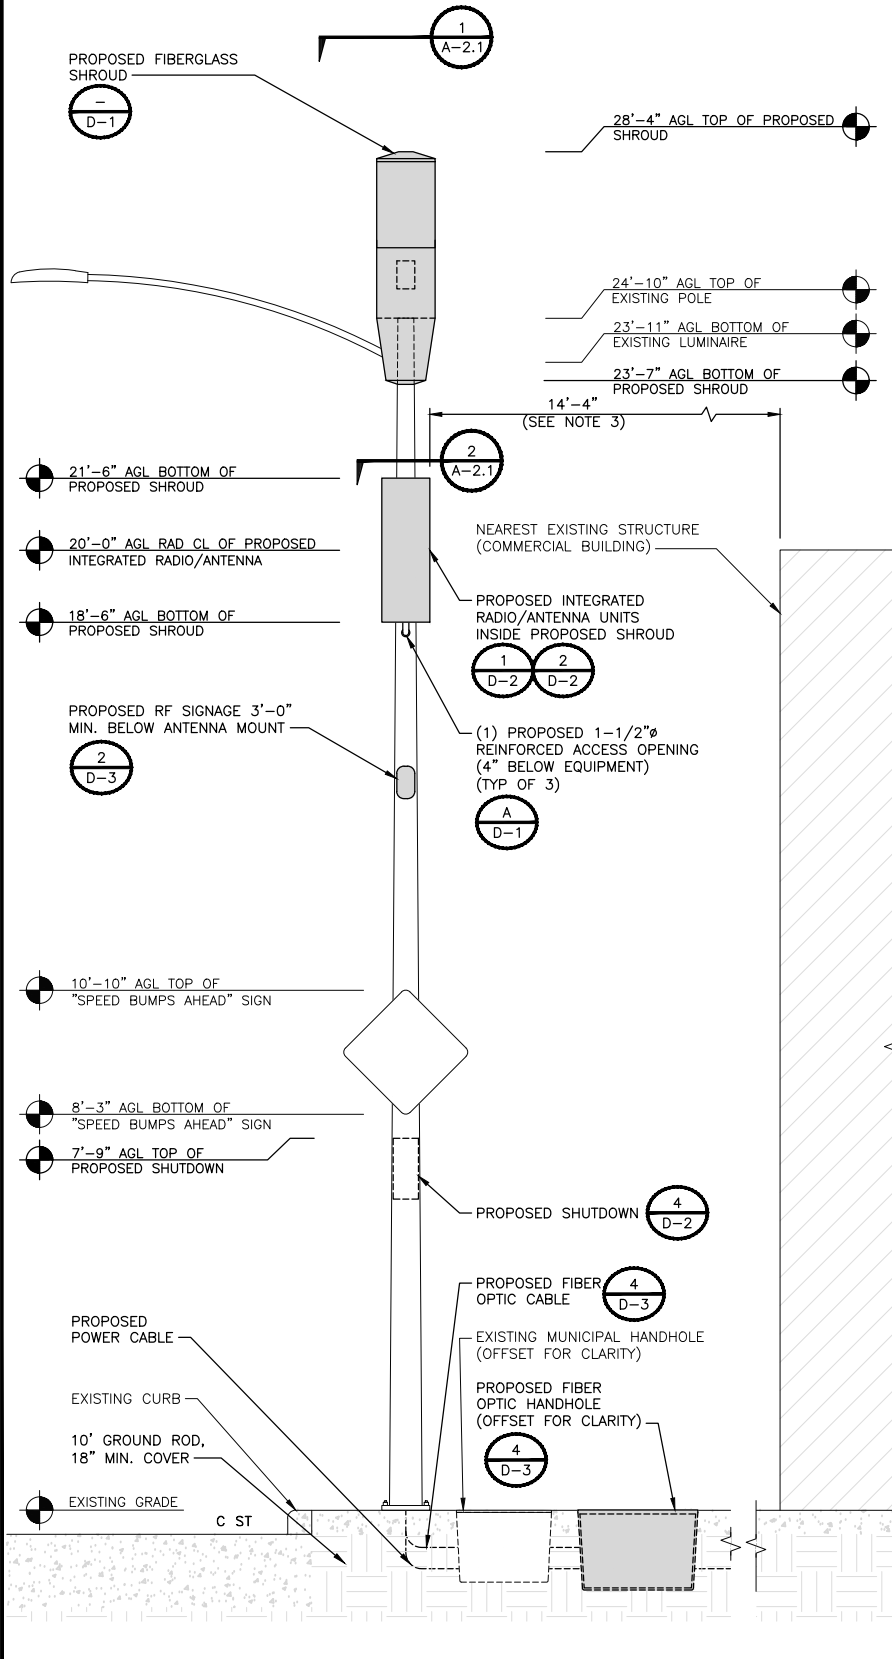 1
A-2.1
PROPOSED FIBERGLASS
SHROUD
-
D-1
28'-4" AGL TOP OF PROPOSED
SHROUD
24'-10" AGL TOP OF
EXISTING POLE
23'-11" AGL BOTTOM OF
EXISTING LUMINAIRE
23'-7" AGL BOTTOM OF
PROPOSED SHROUD
14'-4"
(SEE NOTE 3)
2
A-2.1
21'-6" AGL BOTTOM OF
PROPOSED SHROUD
20'-0" AGL RAD CL OF PROPOSED
INTEGRATED RADIO/ANTENNA
18'-6" AGL BOTTOM OF
PROPOSED SHROUD
NEAREST EXISTING STRUCTURE
(COMMERCIAL BUILDING)
PROPOSED INTEGRATED
RADIO/ANTENNA UNITS
INSIDE PROPOSED SHROUD
1
D-2
2
D-2
PROPOSED RF SIGNAGE 3'-0"
MIN. BELOW ANTENNA MOUNT
2
D-3
(1) PROPOSED 1-1/2"ø
REINFORCED ACCESS OPENING
(4" BELOW EQUIPMENT)
(TYP OF 3)
A
D-1
10'-10" AGL TOP OF
"SPEED BUMPS AHEAD" SIGN
8'-3" AGL BOTTOM OF
"SPEED BUMPS AHEAD" SIGN
7'-9" AGL TOP OF
PROPOSED SHUTDOWN
PROPOSED SHUTDOWN
4
D-2
PROPOSED FIBER
OPTIC CABLE
4
D-3
PROPOSED
POWER CABLE
EXISTING MUNICIPAL HANDHOLE
(OFFSET FOR CLARITY)
PROPOSED FIBER
OPTIC HANDHOLE
(OFFSET FOR CLARITY)
4
D-3
EXISTING CURB
10' GROUND ROD,
18" MIN. COVER
EXISTING GRADE
C ST